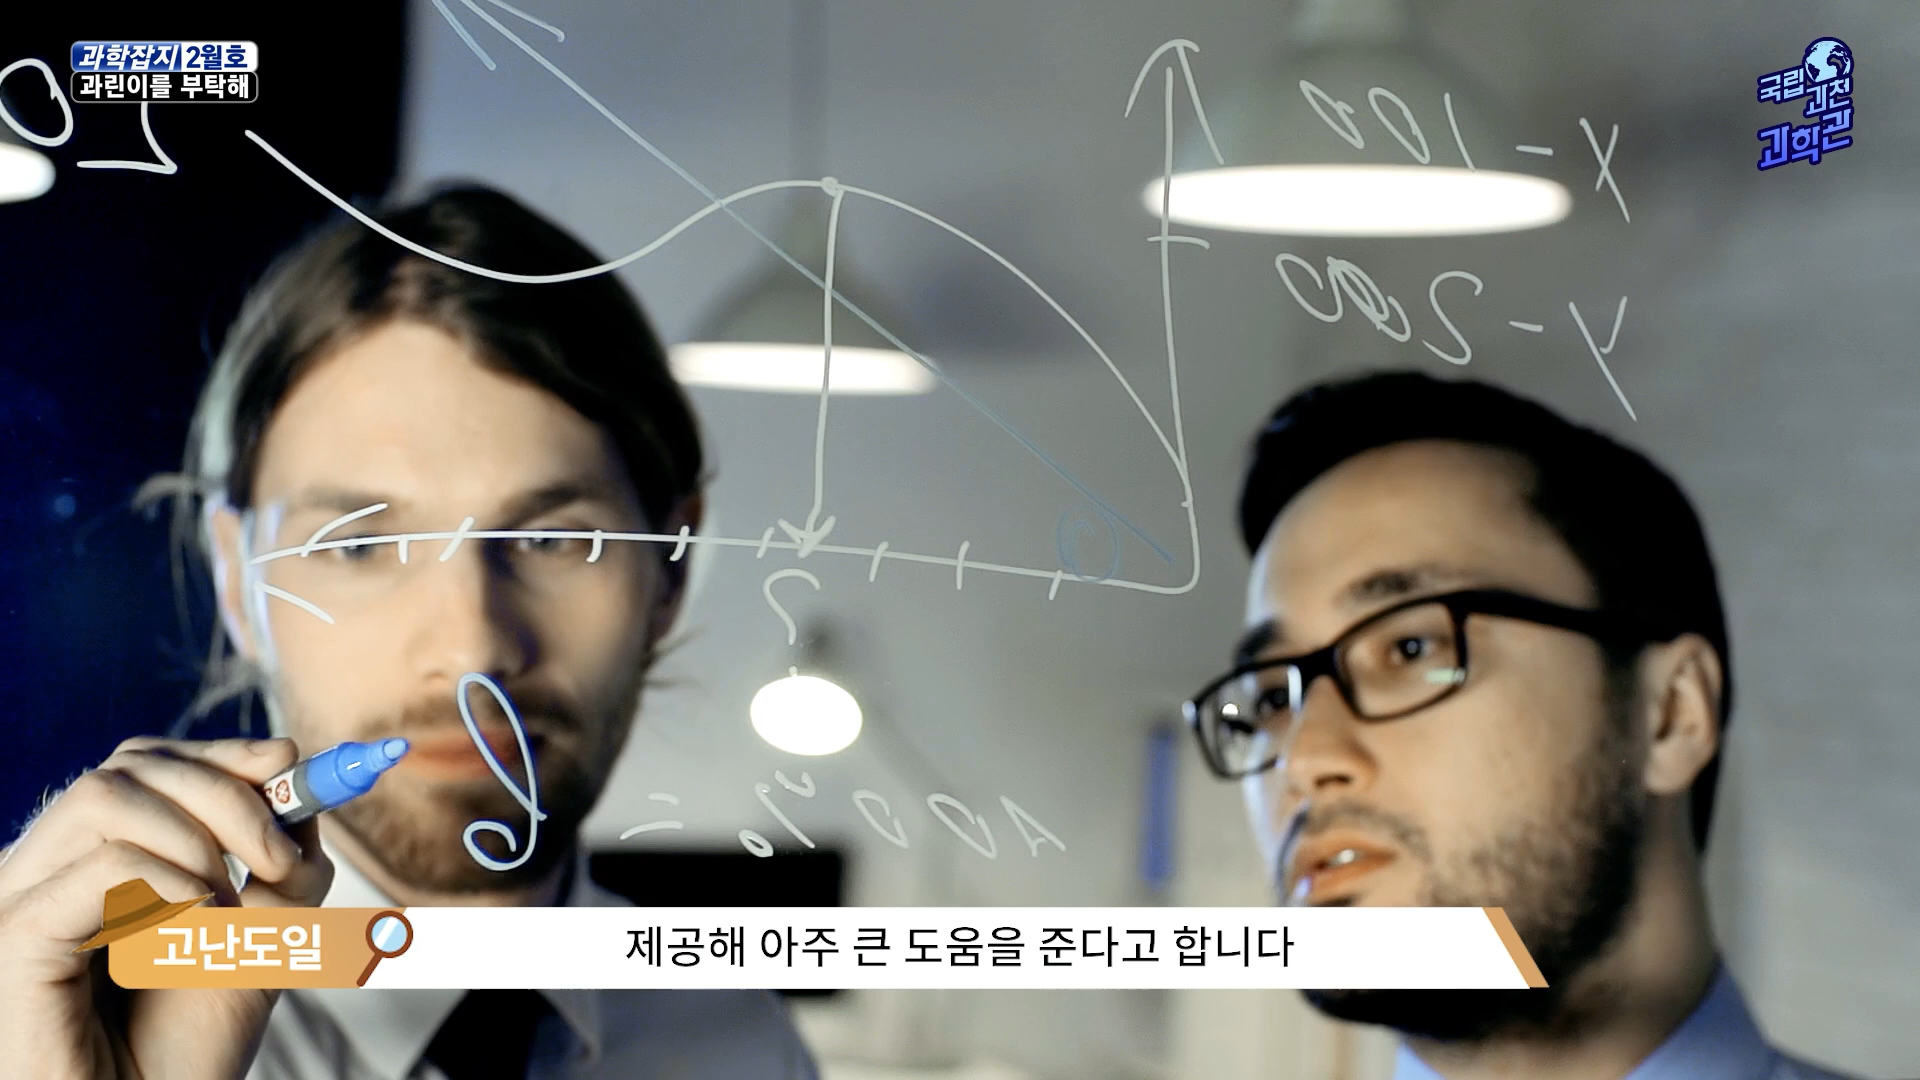 과학잡지 2월호
과린이를 부탁해
국립
과천
과학관
X - 100
Y - 200
?
A00% =
고난도일
제공해 아주 큰 도움을 준다고 합니다